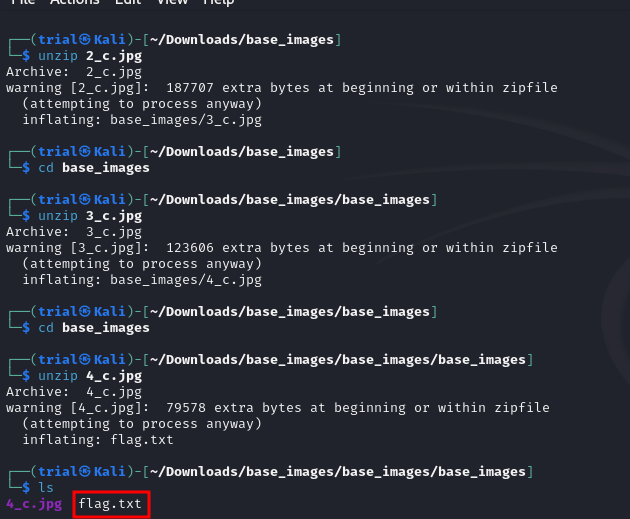 File Actions Edit View Help
┌──(trial㉿Kali)-[~/Downloads/base_images]
└─$ unzip 2_c.jpg
Archive:  2_c.jpg
warning [2_c.jpg]:  187707 extra bytes at beginning or within zipfile
  (attempting to process anyway)
  inflating: base_images/3_c.jpg
┌──(trial㉿Kali)-[~/Downloads/base_images]
└─$ cd base_images
┌──(trial㉿Kali)-[~/Downloads/base_images/base_images]
└─$ unzip 3_c.jpg
Archive:  3_c.jpg
warning [3_c.jpg]:  123606 extra bytes at beginning or within zipfile
  (attempting to process anyway)
  inflating: base_images/4_c.jpg
┌──(trial㉿Kali)-[~/Downloads/base_images/base_images]
└─$ cd base_images
┌──(trial㉿Kali)-[~/Downloads/base_images/base_images/base_images]
└─$ unzip 4_c.jpg
Archive:  4_c.jpg
warning [4_c.jpg]:  79578 extra bytes at beginning or within zipfile
  (attempting to process anyway)
  inflating: flag.txt
┌──(trial㉿Kali)-[~/Downloads/base_images/base_images/base_images]
└─$ ls
4_c.jpg  flag.txt